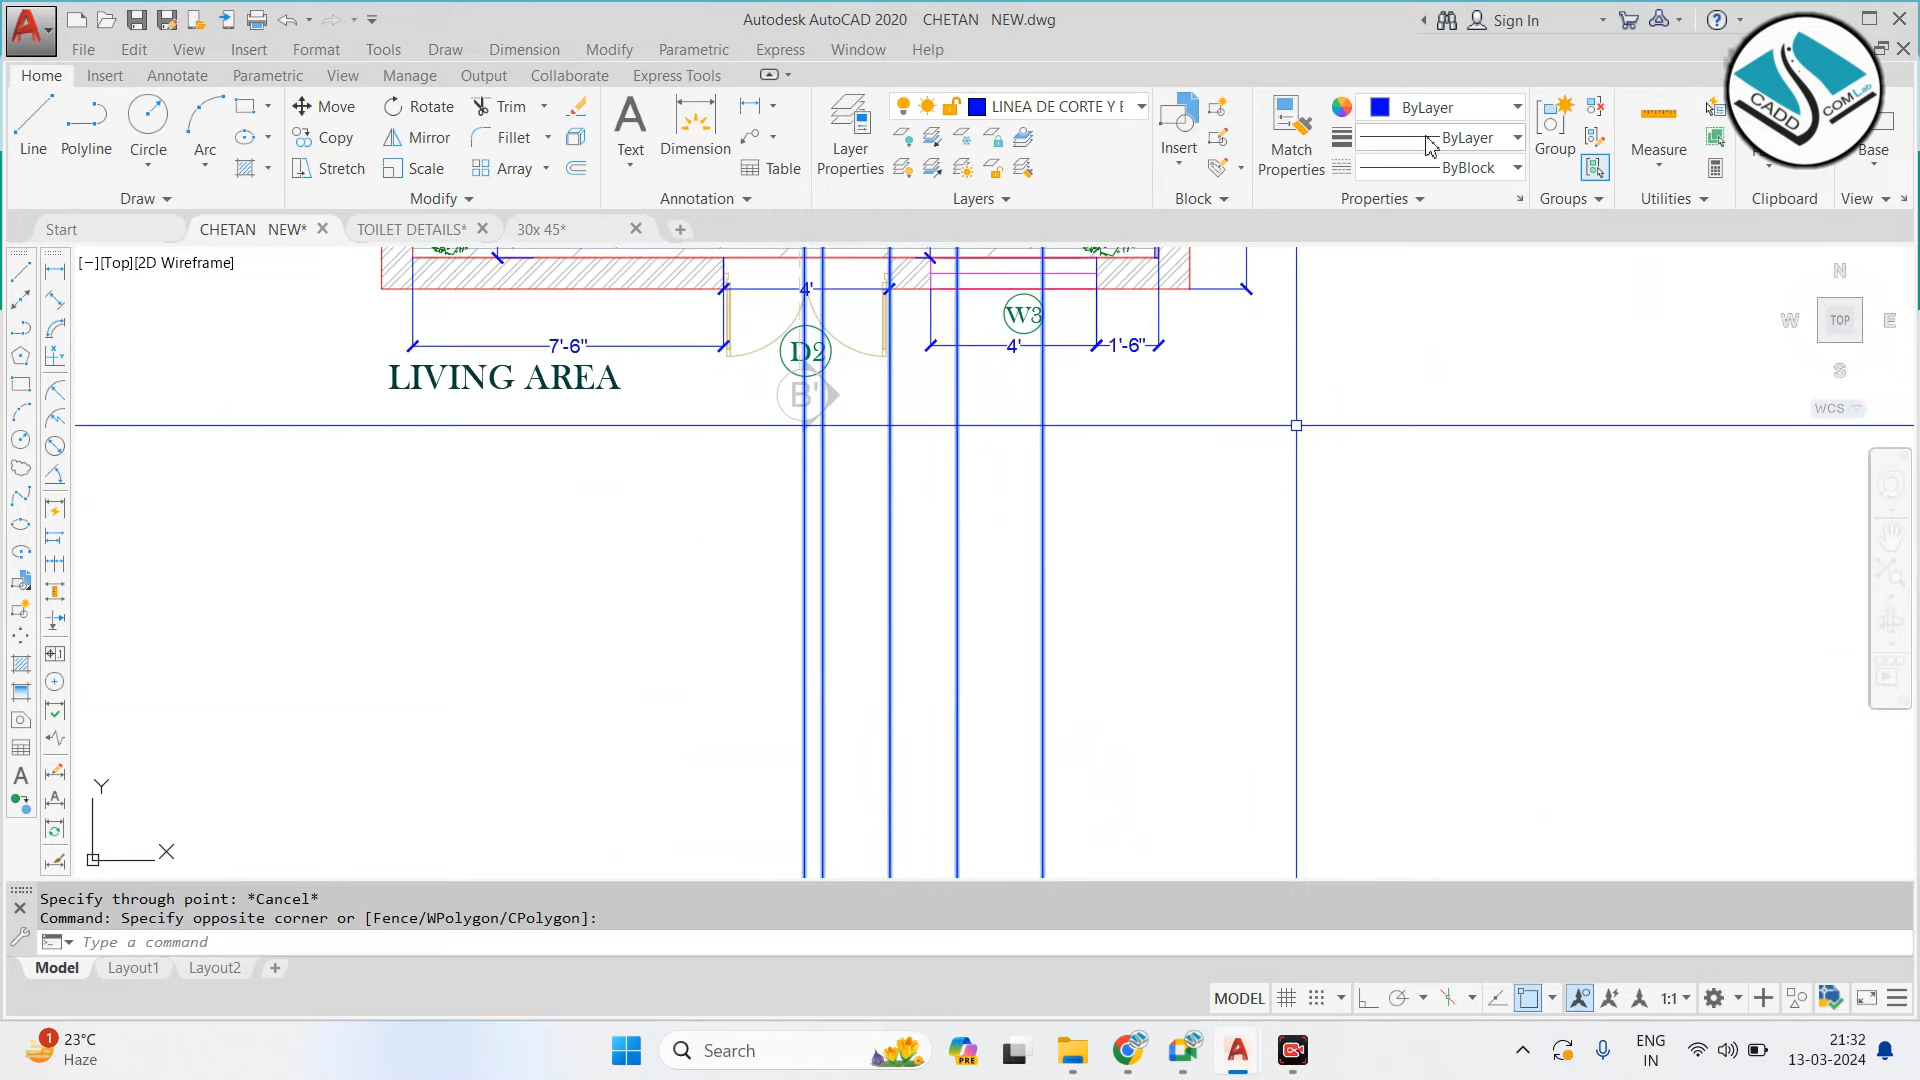 Autodesk AutoCAD 2020 CHETAN NEW.dwg
Sign In
File Edit View Insert Format Tools Draw Dimension Modify Parametric Express Window Help
Home Insert Annotate Parametric View Manage Output Collaborate Express Tools
Line Polyline Circle Arc
Move Rotate Trim
Copy Mirror Fillet
Stretch Scale Array
Text Dimension Table
Layer Properties
LINEA DE CORTE Y E
Insert
Match Properties
ByLayer
ByLayer
ByBlock
Group
Measure
Base
CADD COM Lab
Draw Modify Annotation Layers Block Properties Groups Utilities Clipboard View
Start CHETAN NEW* TOILET DETAILS* 30x 45*
[−][Top][2D Wireframe]
N
W TOP E
S
WCS
4'
W3
7'-6"
D2
4'
1'-6"
LIVING AREA
B'
Y
X
Specify through point: *Cancel*
Command: Specify opposite corner or [Fence/WPolygon/CPolygon]:
Type a command
Model Layout1 Layout2
MODEL 1:1
1
23°C
Haze
Search
PRE
ENG
IN
21:32
13-03-2024